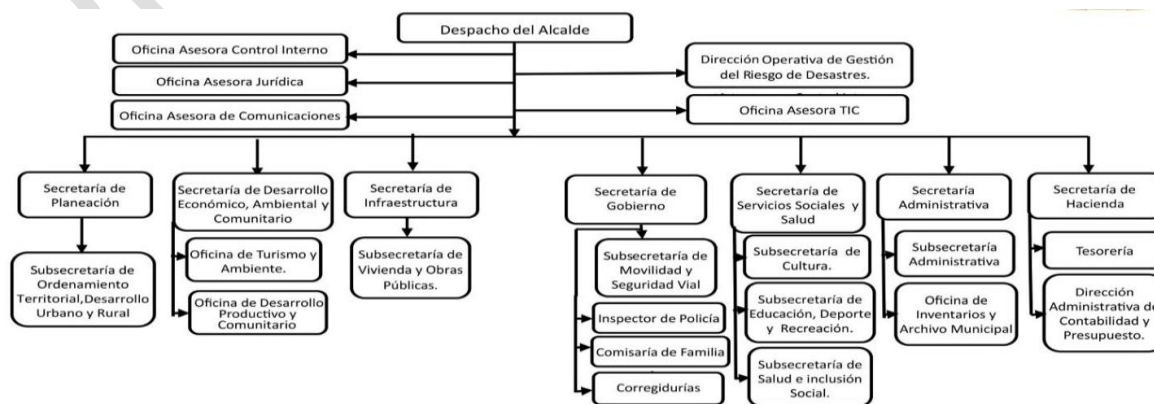 Despacho del Alcalde
Oficina Asesora Control Interno
Oficina Asesora Jurídica
Oficina Asesora de Comunicaciones
Dirección Operativa de Gestión
del Riesgo de Desastres.
Oficina Asesora TIC
Secretaría de
Planeación
Subsecretaría de
Ordenamiento
Territorial,Desarrollo
Urbano y Rural
Secretaría de Desarrollo
Económico, Ambiental y
Comunitario
Oficina de Turismo y
Ambiente.
Oficina de Desarrollo
Productivo y
Comunitario
Secretaría de
Infraestructura
Subsecretaría de
Vivienda y Obras
Públicas.
Secretaría de
Gobierno
Subsecretaría de
Movilidad y
Seguridad Vial
Inspector de Policía
Comisaría de Familia
Corregidurías
Secretaría de
Servicios Sociales y
Salud
Subsecretaría de
Cultura.
Subsecretaría de
Educación, Deporte
y Recreación.
Subsecretaría de
Salud e inclusión
Social.
Secretaría
Administrativa
Subsecretaría
Administrativa
Oficina de
Inventarios y
Archivo Municipal
Secretaría de
Hacienda
Tesorería
Dirección
Administrativa de
Contabilidad y
Presupuesto.